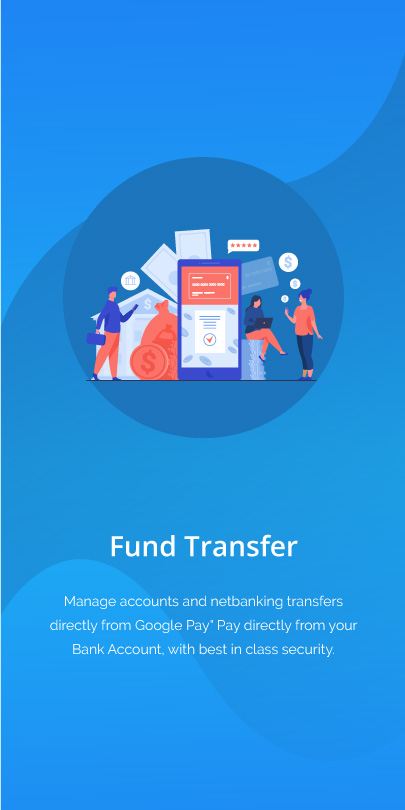 Fund Transfer
Manage accounts and netbanking transfers
directly from Google Pay" Pay directly from your
Bank Account, with best in class security.